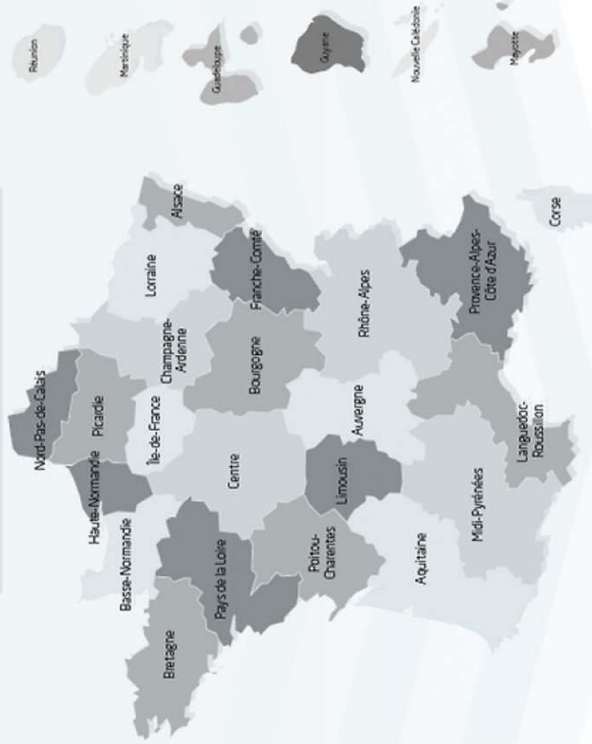 Réunion
Martinique
Guadeloupe
Guyane
Nouvelle Calédonie
Mayotte
Nord-Pas-de-Calais
Haute-Normandie
Picardie
Basse-Normandie
Île-de-France
Champagne-
Ardenne
Lorraine
Alsace
Bretagne
Pays de la Loire
Centre
Bourgogne
Franche-Comté
Poitou-
Charentes
Limousin
Auvergne
Rhône-Alpes
Aquitaine
Midi-Pyrénées
Languedoc-
Roussillon
Provence-Alpes-
Côte d'Azur
Corse